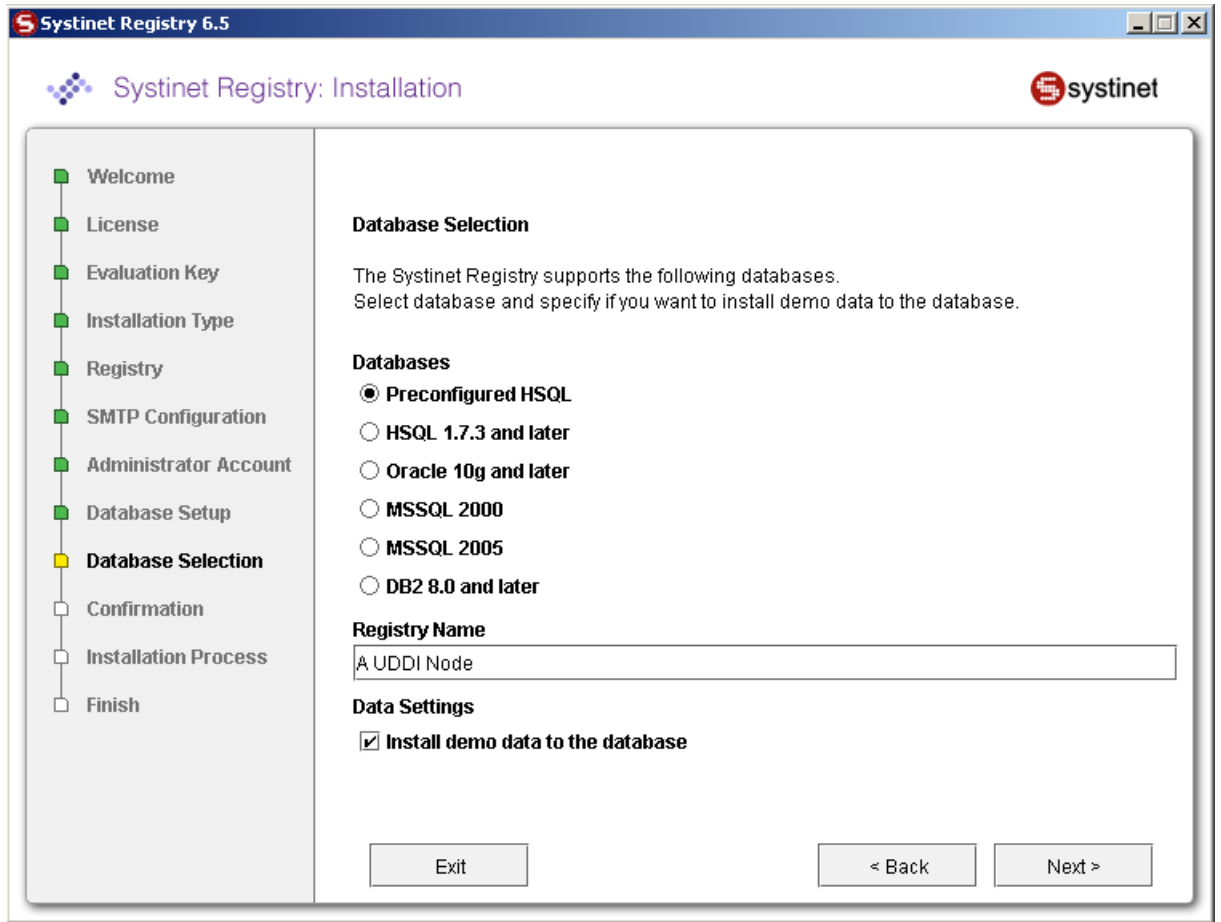 Systinet Registry 6.5
Systinet Registry: Installation
systinet
Welcome
License
Evaluation Key
Installation Type
Registry
SMTP Configuration
Administrator Account
Database Setup
Database Selection
Confirmation
Installation Process
Finish
Database Selection
The Systinet Registry supports the following databases.
Select database and specify if you want to install demo data to the database.
Databases
Preconfigured HSQL
HSQL 1.7.3 and later
Oracle 10g and later
MSSQL 2000
MSSQL 2005
DB2 8.0 and later
Registry Name
A UDDI Node
Data Settings
Install demo data to the database
Exit
< Back
Next >